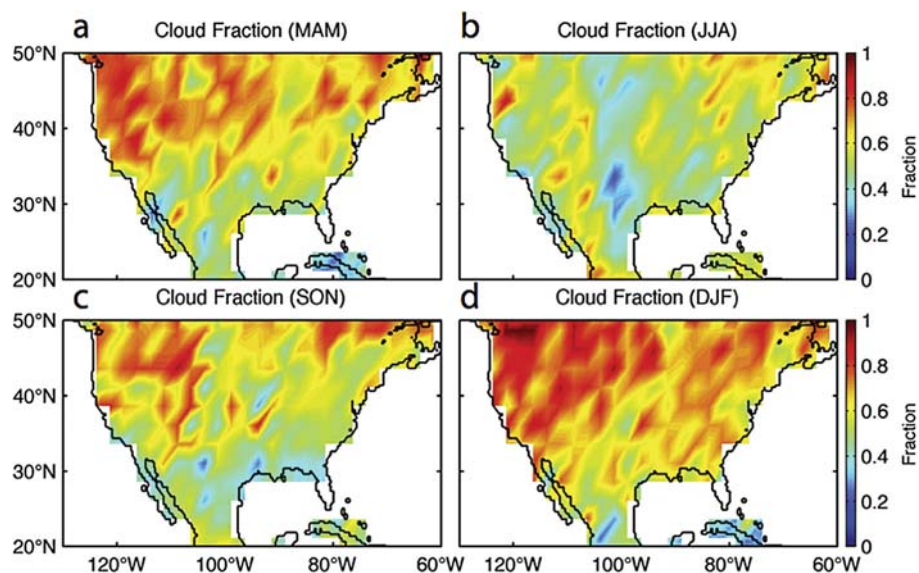 a Cloud Fraction (MAM)
b Cloud Fraction (JJA)
50°N
40°N
30°N
20°N
1
0.8
0.6
0.4
0.2
0
Fraction
c Cloud Fraction (SON)
d Cloud Fraction (DJF)
50°N
40°N
30°N
20°N
1
0.8
0.6
0.4
0.2
0
Fraction
120°W 100°W 80°W 60°W
120°W 100°W 80°W 60°W